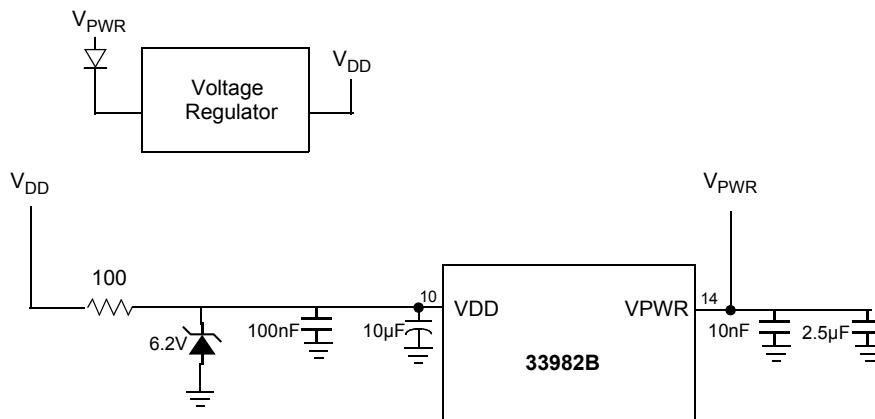 VPWR
Voltage
Regulator
VDD
VDD
VPWR
100
10
VDD
VPWR
14
6.2V
100nF
10µF
10nF
2.5µF
33982B